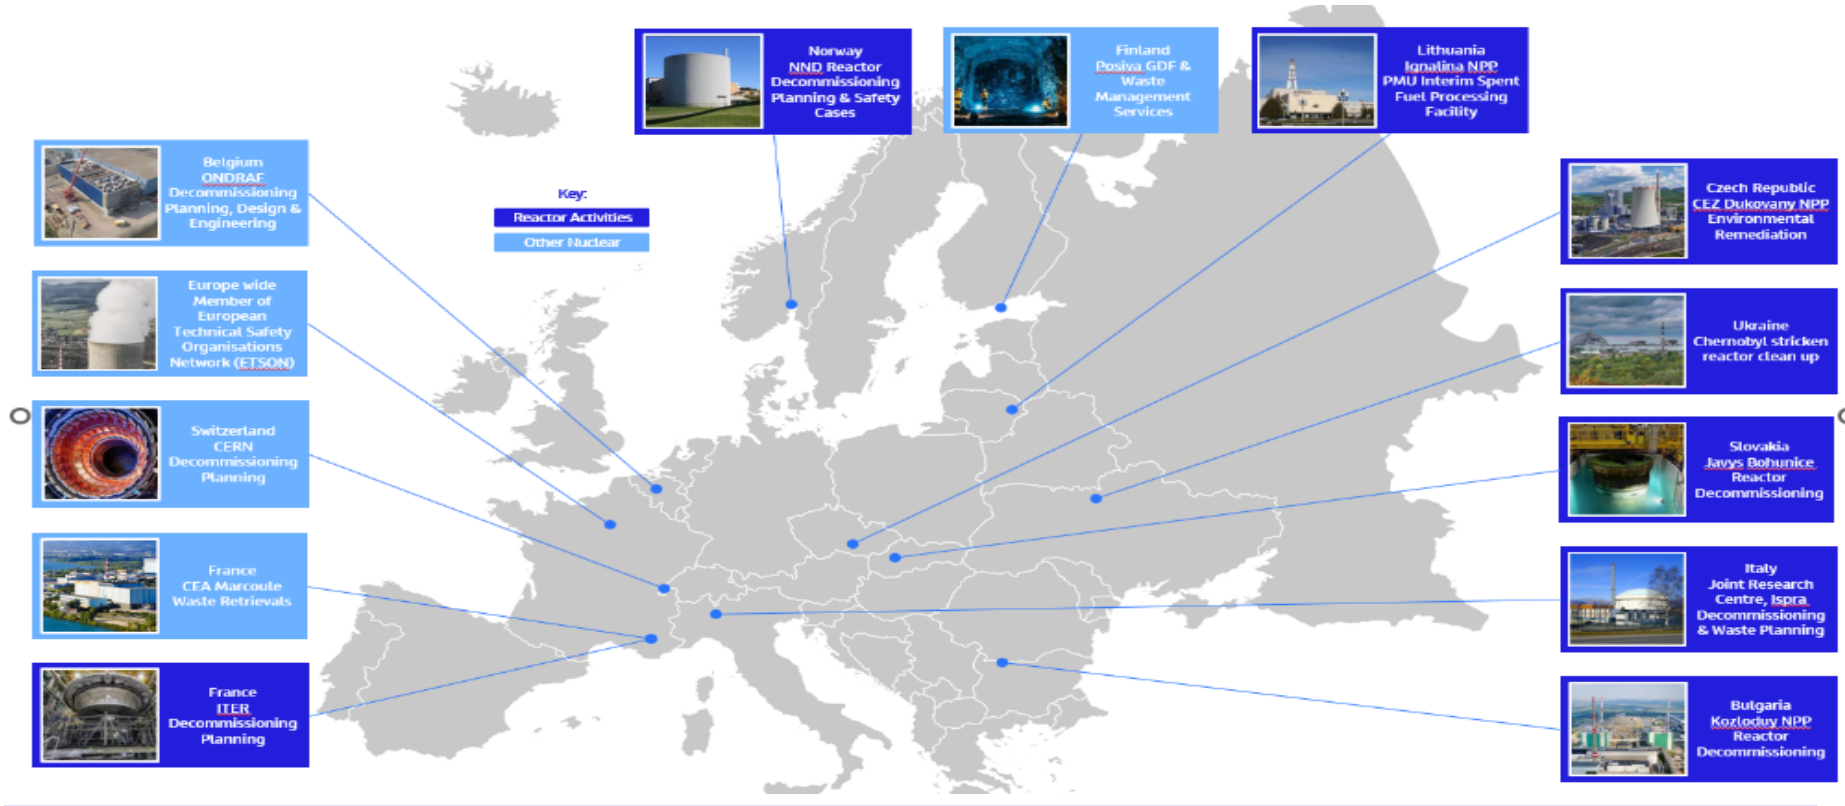 Norway
NND Reactor
Decommissioning
Planning & Safety
Cases
Finland
Posiva GDF &
Waste
Management
Services
Lithuania
Ignalina NPP
PMU Interim Spent
Fuel Processing
Facility
Key:
Reactor Activities
Other Nuclear
Belgium
ONDRAF
Decommissioning
Planning, Design &
Engineering
Europe wide
Member of
European
Technical Safety
Organisations
Network (ETSON)
Switzerland
CERN
Decommissioning
Planning
France
CEA Marcoule
Waste Retrievals
France
ITER
Decommissioning
Planning
Czech Republic
CEZ Dukovany NPP
Environmental
Remediation
Ukraine
Chernobyl stricken
reactor clean up
Slovakia
Javys Bohunice
Reactor
Decommissioning
Italy
Joint Research
Centre, Ispra
Decommissioning
& Waste Planning
Bulgaria
Kozloduy NPP
Reactor
Decommissioning